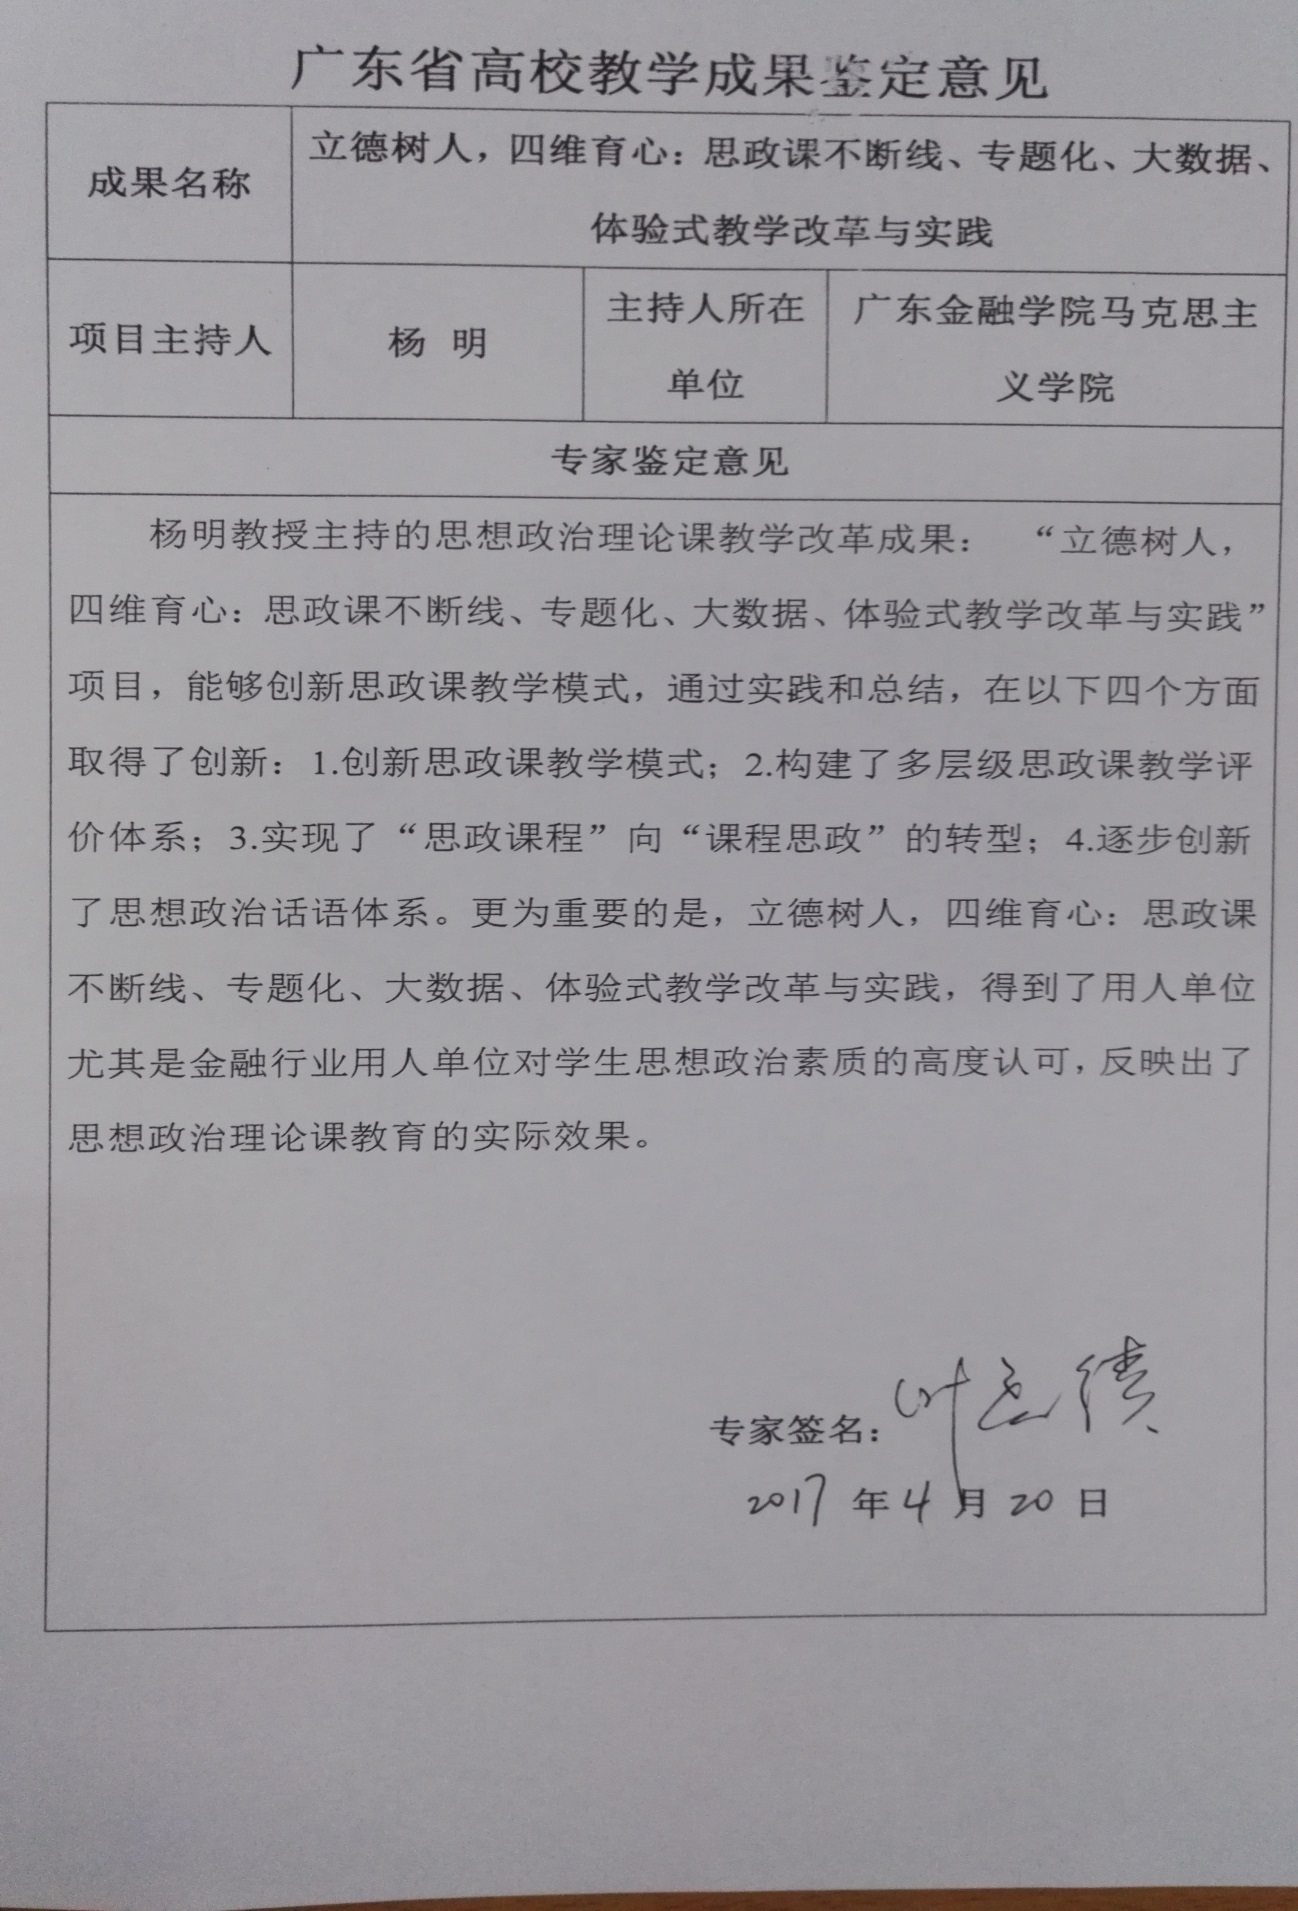 广东省高校教学成果鉴定意见
成果名称
立德树人，四维育心：思政课不断线、专题化、大数据、
体验式教学改革与实践
项目主持人
杨 明
主持人所在
单位
广东金融学院马克思主
义学院
专家鉴定意见
杨明教授主持的思想政治理论课教学改革成果： “立德树人，
四维育心：思政课不断线、专题化、大数据、体验式教学改革与实践”
项目，能够创新思政课教学模式，通过实践和总结，在以下四个方面
取得了创新：1.创新思政课教学模式；2.构建了多层级思政课教学评
价体系；3.实现了“思政课程”向“课程思政”的转型；4.逐步创新
了思想政治话语体系。更为重要的是，立德树人，四维育心：思政课
不断线、专题化、大数据、体验式教学改革与实践，得到了用人单位
尤其是金融行业用人单位对学生思想政治素质的高度认可，反映出了
思想政治理论课教育的实际效果。
专家签名：叶
2017 年 4 月 20 日